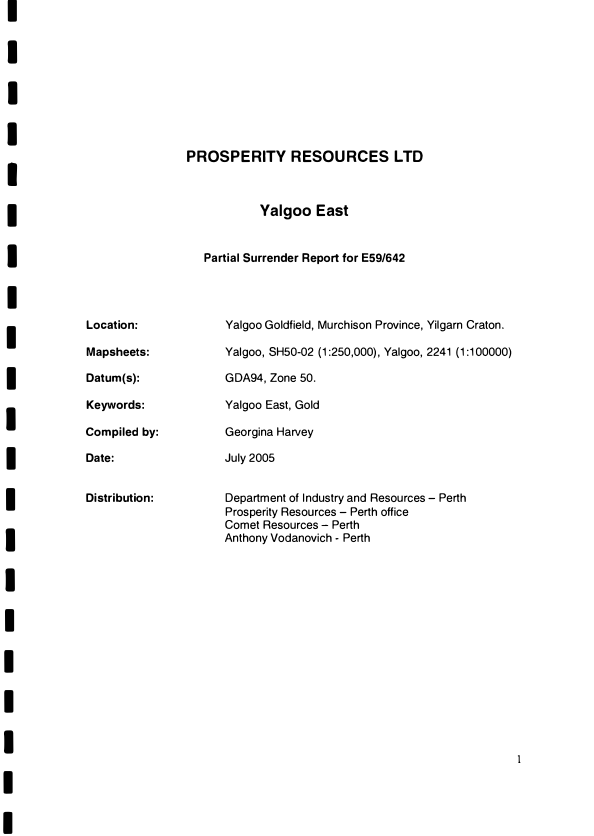 PROSPERITY RESOURCES LTD
Yalgoo East
Partial Surrender Report for E59/642
Location: Yalgoo Goldfield, Murchison Province, Yilgarn Craton.
Mapsheets: Yalgoo, SH50-02 (1:250,000), Yalgoo, 2241 (1:100000)
Datum(s): GDA94, Zone 50.
Keywords: Yalgoo East, Gold
Compiled by: Georgina Harvey
Date: July 2005
Distribution: Department of Industry and Resources – Perth
Prosperity Resources – Perth office
Comet Resources – Perth
Anthony Vodanovich - Perth
1